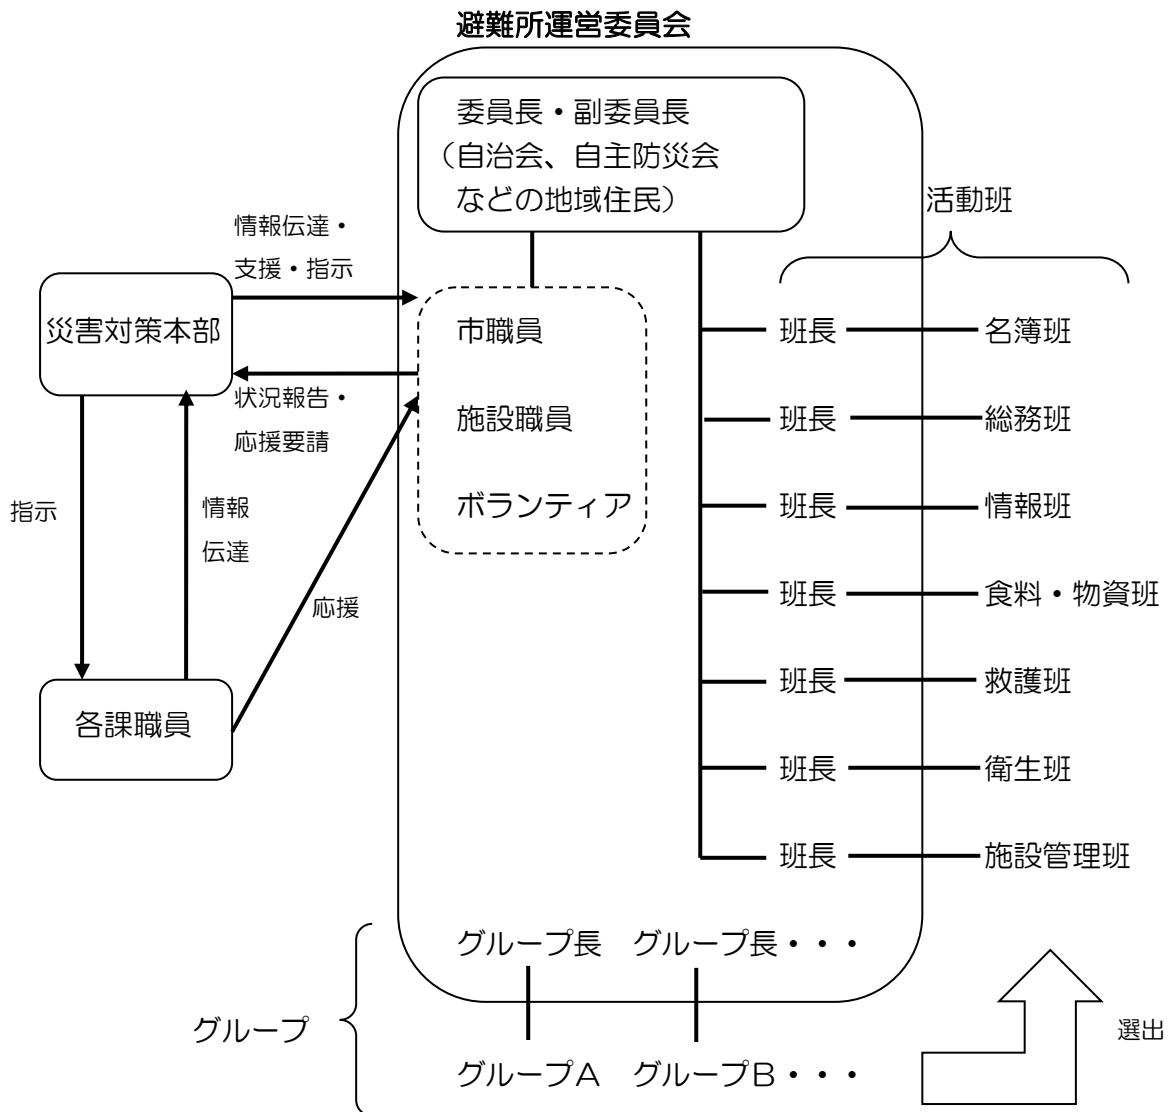 避難所運営委員会
委員長・副委員長
（自治会、自主防災会
などの地域住民）
活動班
情報伝達・
支援・指示
災害対策本部
市職員
班長
名簿班
状況報告・
応援要請
施設職員
班長
総務班
指示
情報
伝達
ボランティア
班長
情報班
応援
班長
食料・物資班
各課職員
班長
救護班
班長
衛生班
班長
施設管理班
グループ長 グループ長・・・
グループ
選出
グループA グループB・・・